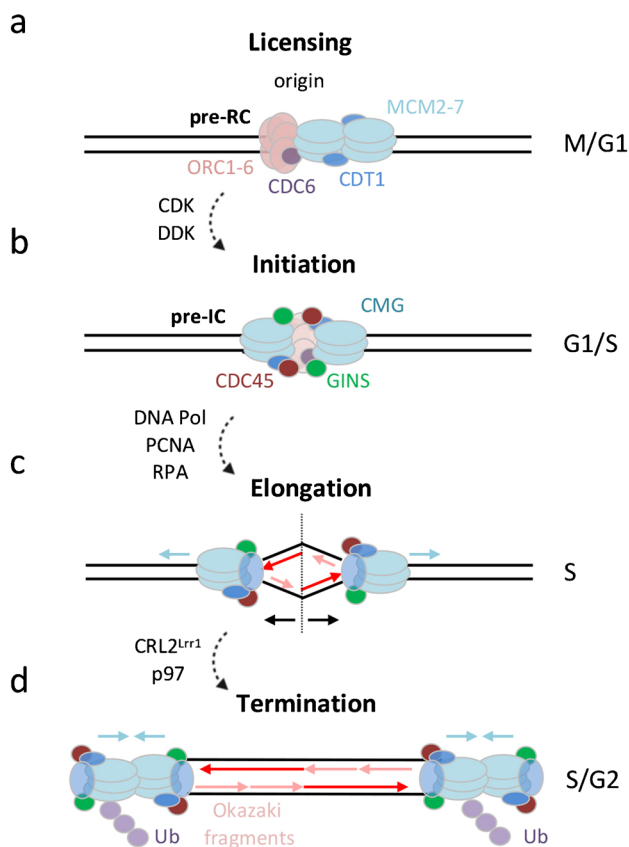 a
Licensing
origin
MCM2-7
pre-RC
M/G1
ORC1-6
CDC6
CDT1
CDK
DDK
b
Initiation
CMG
pre-IC
G1/S
CDC45
GINS
DNA Pol
PCNA
RPA
c
Elongation
S
CRL2Lrr1
p97
d
Termination
S/G2
Okazaki
fragments
Ub
Ub